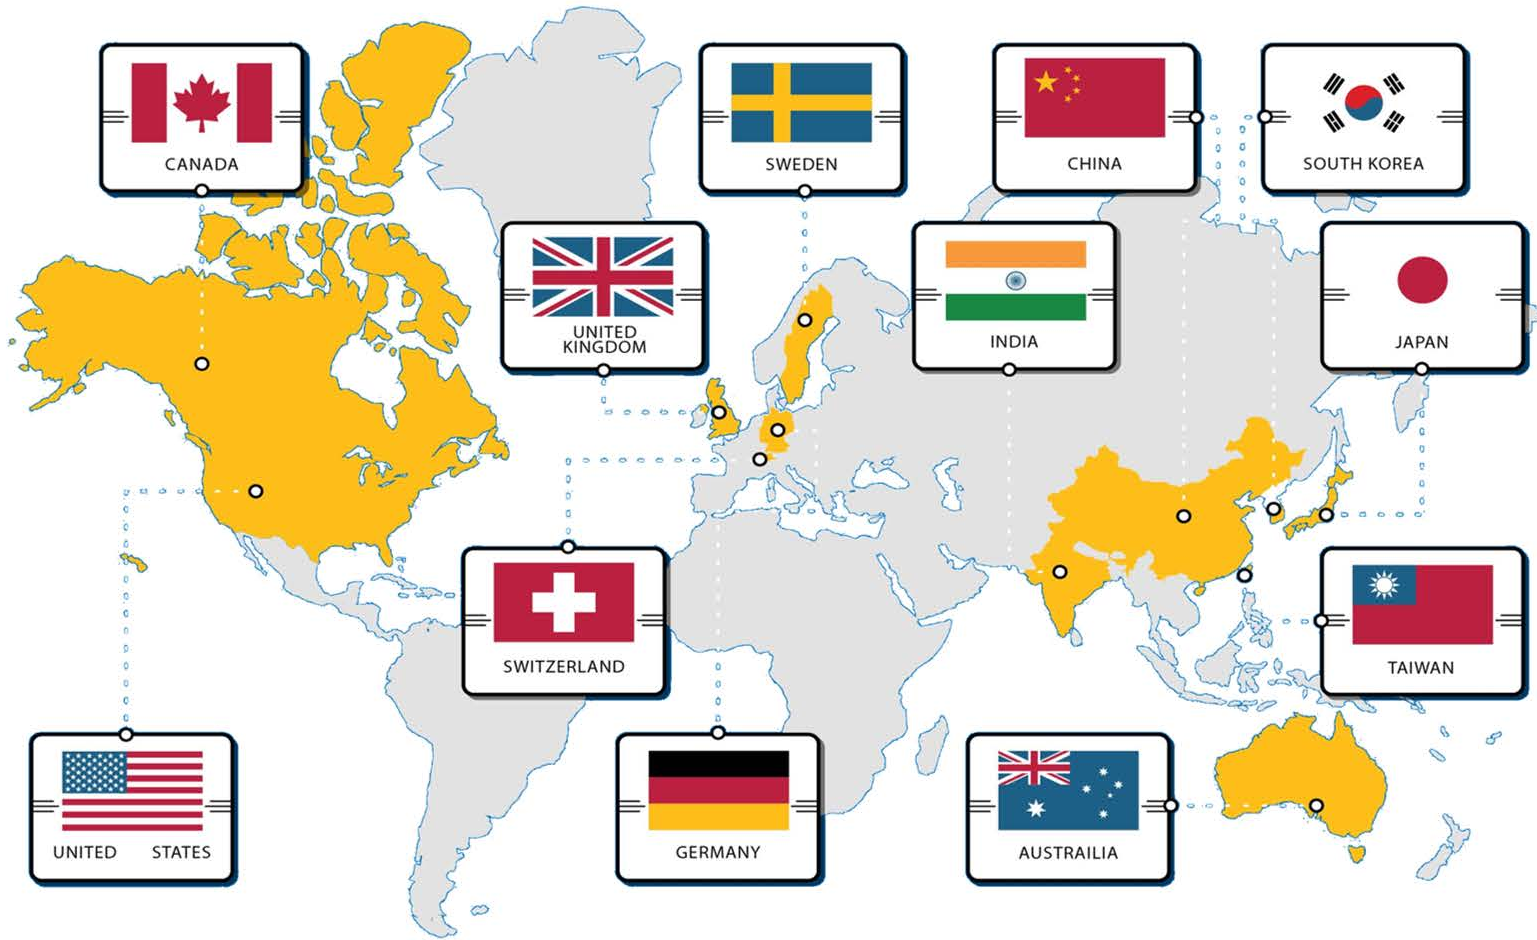 CANADA
SWEDEN
CHINA
SOUTH KOREA
UNITED
KINGDOM
INDIA
JAPAN
SWITZERLAND
TAIWAN
UNITED STATES
GERMANY
AUSTRAILIA